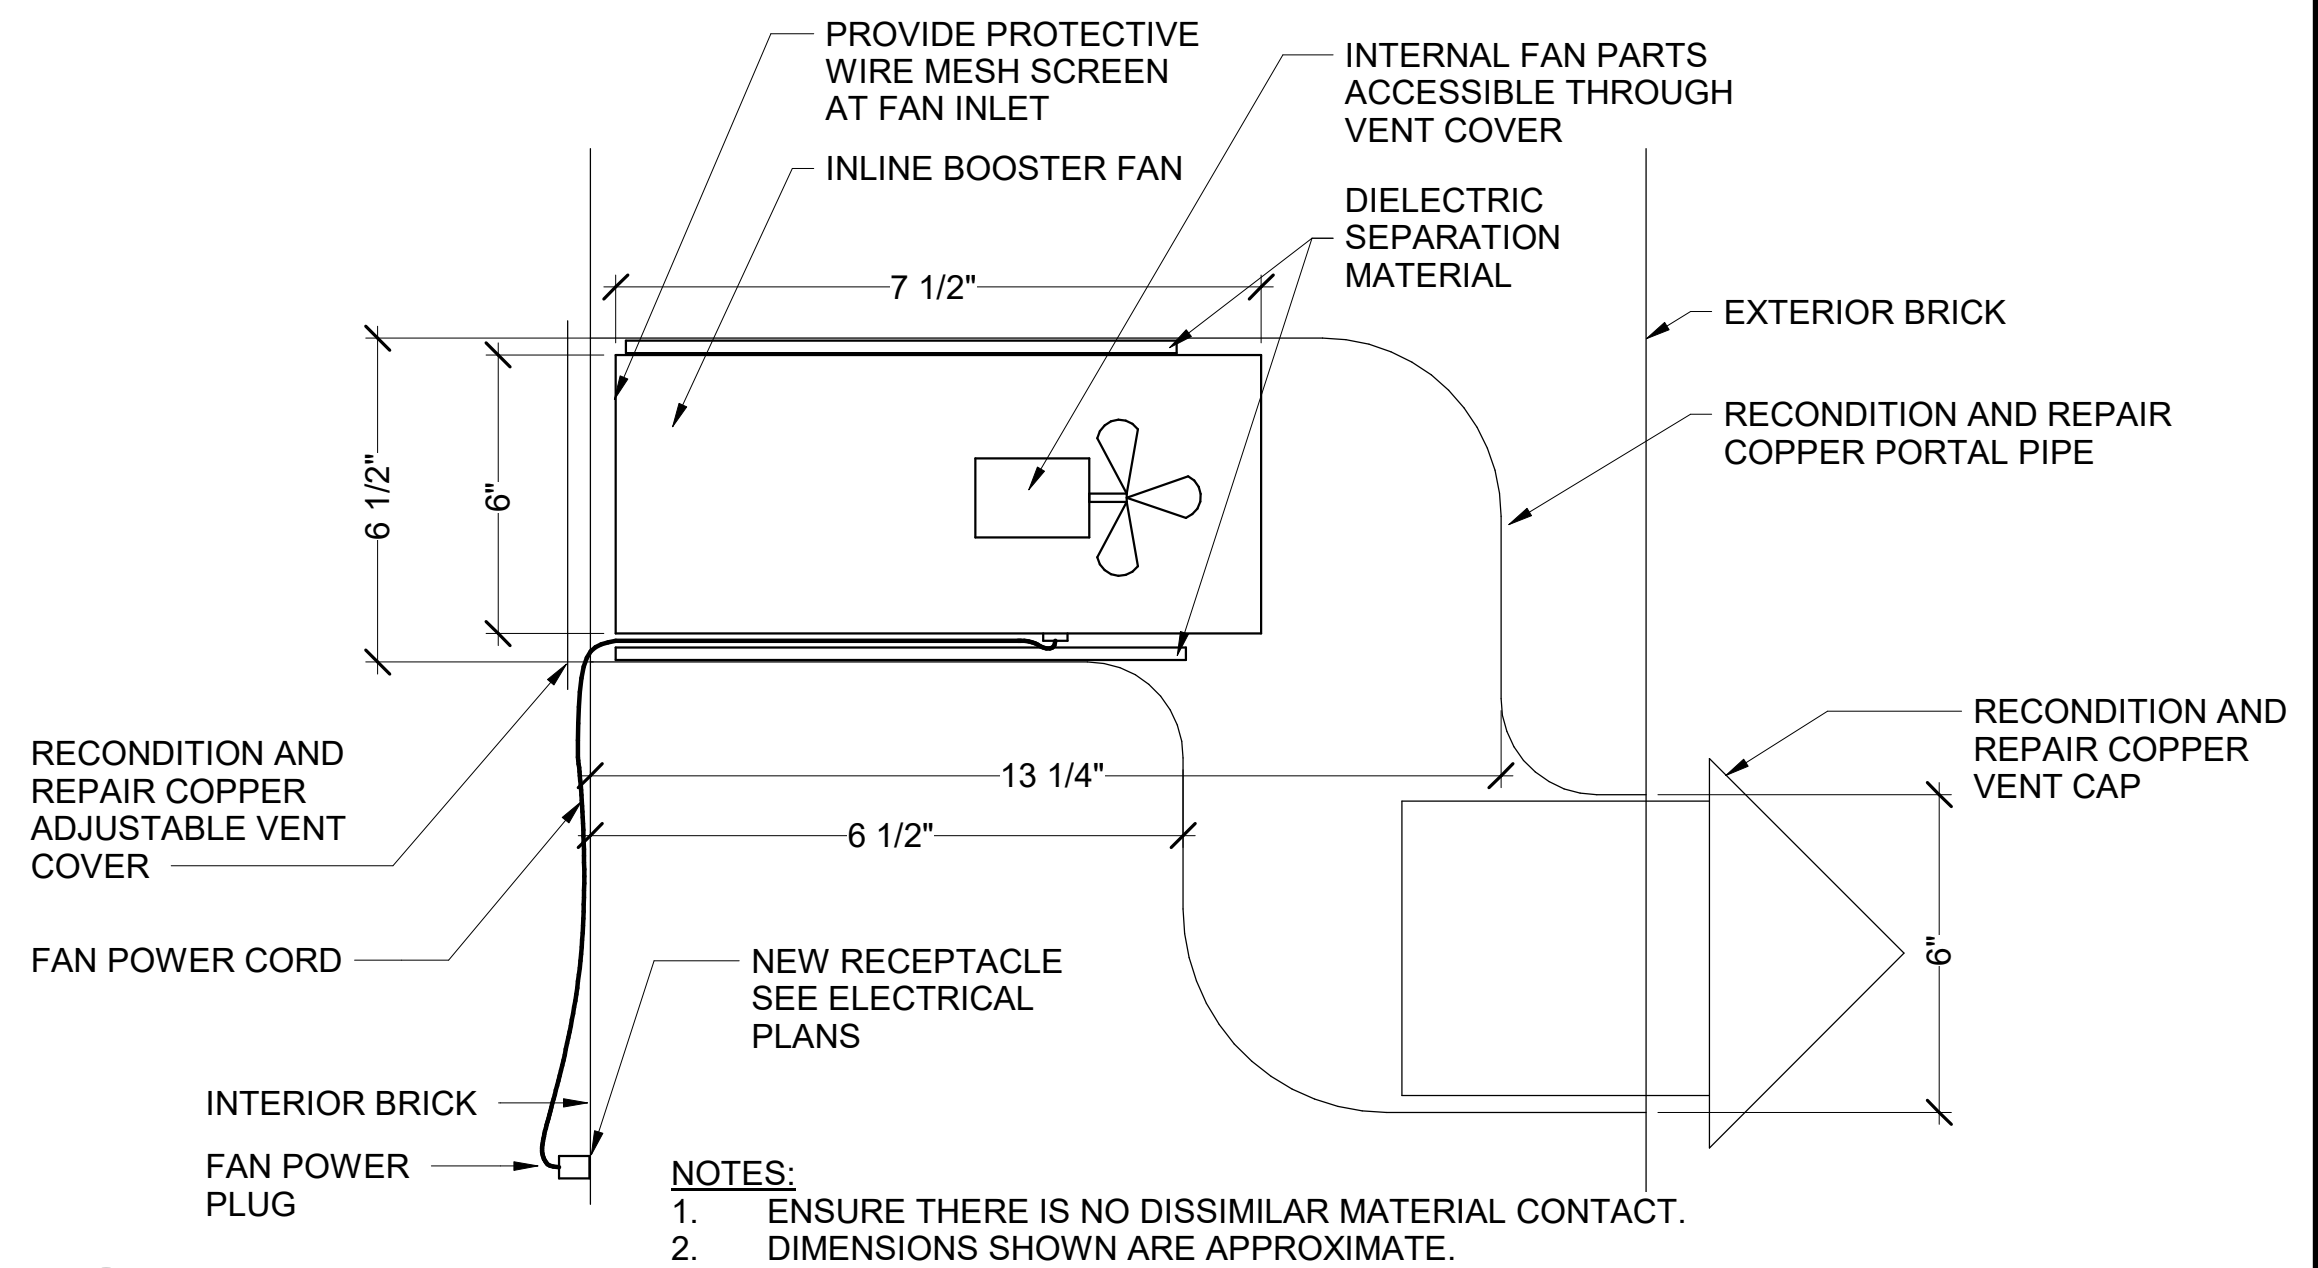 PROVIDE PROTECTIVE
WIRE MESH SCREEN
AT FAN INLET
INTERNAL FAN PARTS
ACCESSIBLE THROUGH
VENT COVER
INLINE BOOSTER FAN
DIELECTRIC
SEPARATION
MATERIAL
7 1/2"
EXTERIOR BRICK
RECONDITION AND REPAIR
COPPER PORTAL PIPE
6 1/2"
6"
RECONDITION AND
REPAIR COPPER
VENT CAP
RECONDITION AND
REPAIR COPPER
ADJUSTABLE VENT
COVER
13 1/4"
6 1/2"
6"
FAN POWER CORD
NEW RECEPTACLE
SEE ELECTRICAL
PLANS
INTERIOR BRICK
FAN POWER
PLUG
NOTES:
1. ENSURE THERE IS NO DISSIMILAR MATERIAL CONTACT.
2. DIMENSIONS SHOWN ARE APPROXIMATE.